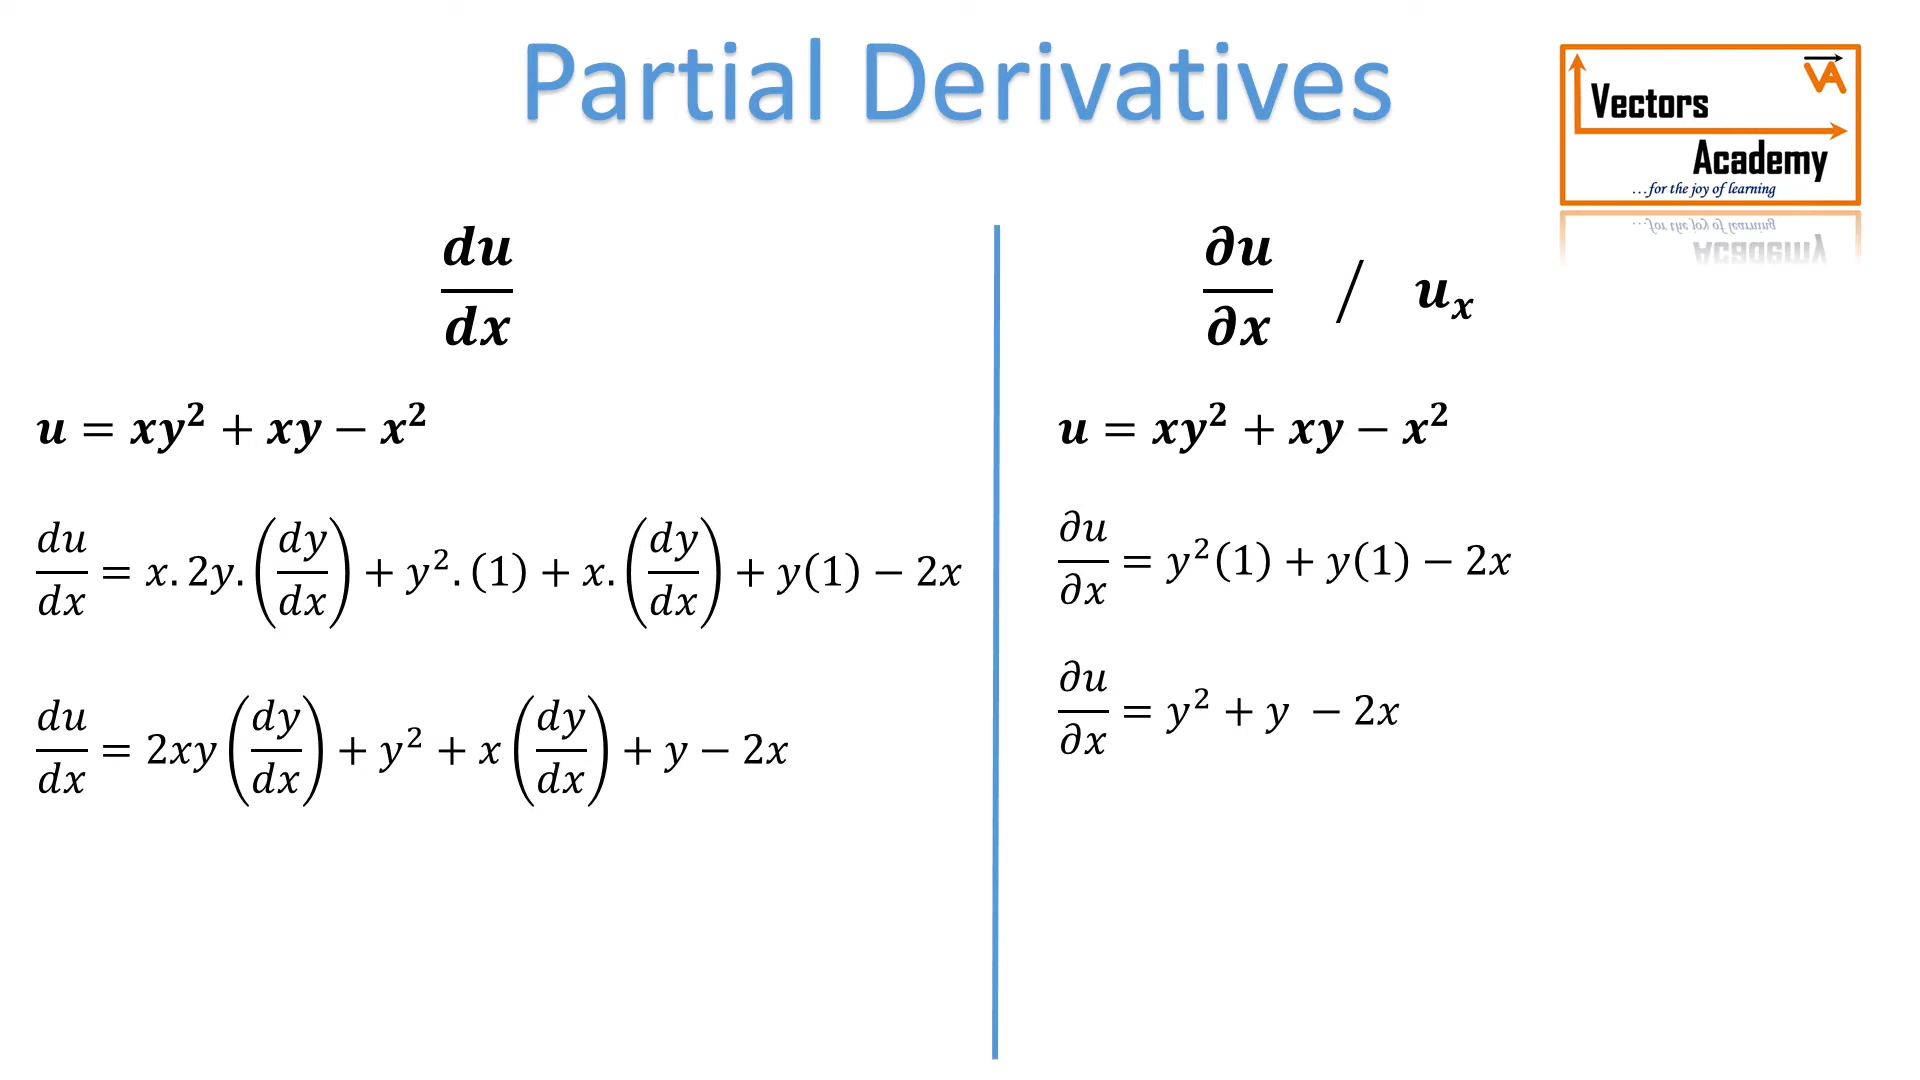 Partial Derivatives
Vectors
VA
Academy
...for the joy of learning
du/dx
u = xy² + xy − x²
du/dx = x. 2y. (dy/dx) + y². (1) + x. (dy/dx) + y(1) − 2x
du/dx = 2xy (dy/dx) + y² + x (dy/dx) + y − 2x
∂u/∂x / uₓ
u = xy² + xy − x²
∂u/∂x = y²(1) + y(1) − 2x
∂u/∂x = y² + y − 2x